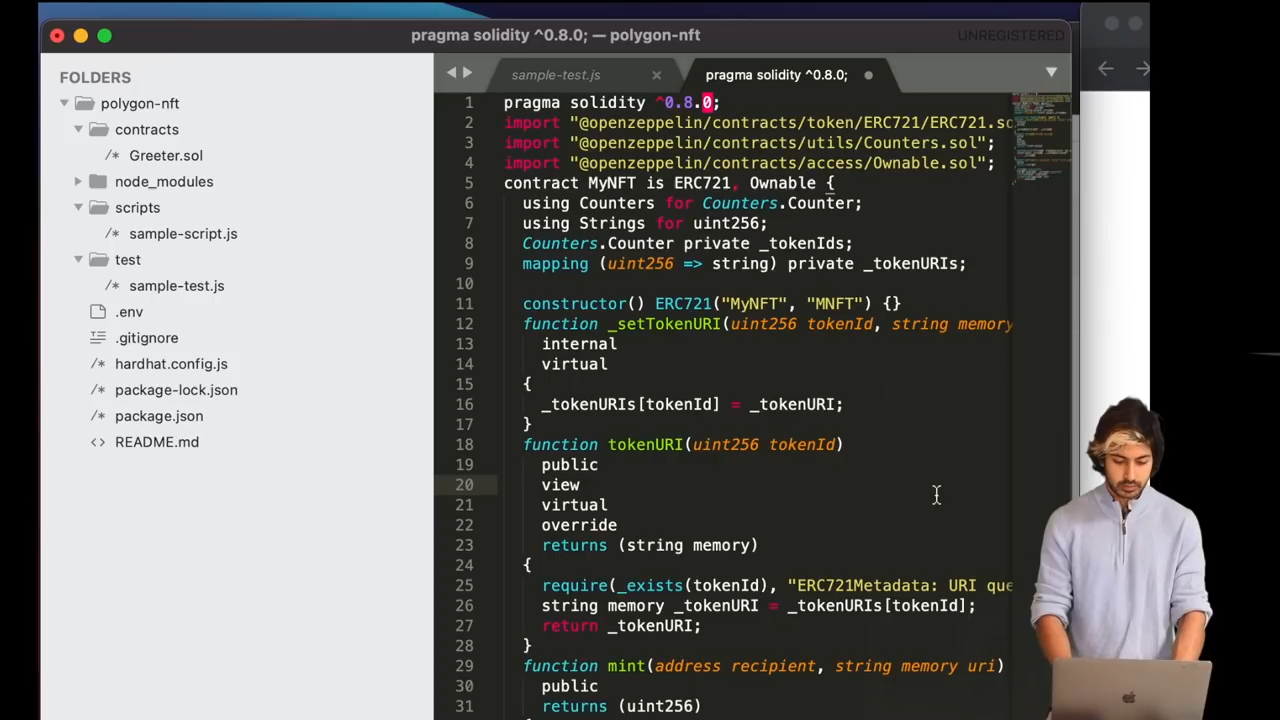 pragma solidity ^0.8.0; — polygon-nft
UNREGISTERED
FOLDERS
polygon-nft
contracts
Greeter.sol
node_modules
scripts
sample-script.js
test
sample-test.js
.env
.gitignore
hardhat.config.js
package-lock.json
package.json
README.md
sample-test.js
pragma solidity ^0.8.0;
1 pragma solidity ^0.8.0;
2 import "@openzeppelin/contracts/token/ERC721/ERC721.so
3 import "@openzeppelin/contracts/utils/Counters.sol";
4 import "@openzeppelin/contracts/access/Ownable.sol";
5 contract MyNFT is ERC721, Ownable {
6 using Counters for Counters.Counter;
7 using Strings for uint256;
8 Counters.Counter private _tokenIds;
9 mapping (uint256 => string) private _tokenURIs;
10
11 constructor() ERC721("MyNFT", "MNFT") {}
12 function _setTokenURI(uint256 tokenId, string memory
13 internal
14 virtual
15 {
16 _tokenURIs[tokenId] = _tokenURI;
17 }
18 function tokenURI(uint256 tokenId)
19 public
20 view
21 virtual
22 override
23 returns (string memory)
24 {
25 require(_exists(tokenId), "ERC721Metadata: URI que
26 string memory _tokenURI = _tokenURIs[tokenId];
27 return _tokenURI;
28 }
29 function mint(address recipient, string memory uri)
30 public
31 returns (uint256)